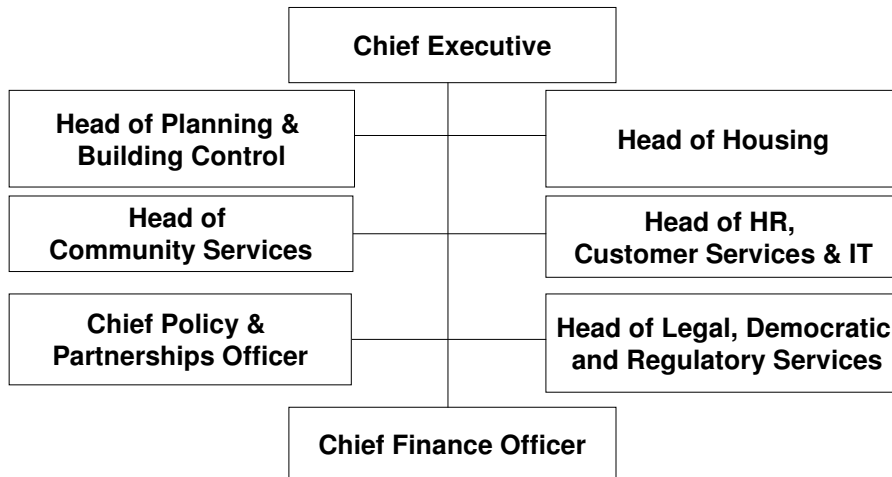 Chief Executive
Head of Planning &
Building Control
Head of Housing
Head of
Community Services
Head of HR,
Customer Services & IT
Chief Policy &
Partnerships Officer
Head of Legal, Democratic
and Regulatory Services
Chief Finance Officer